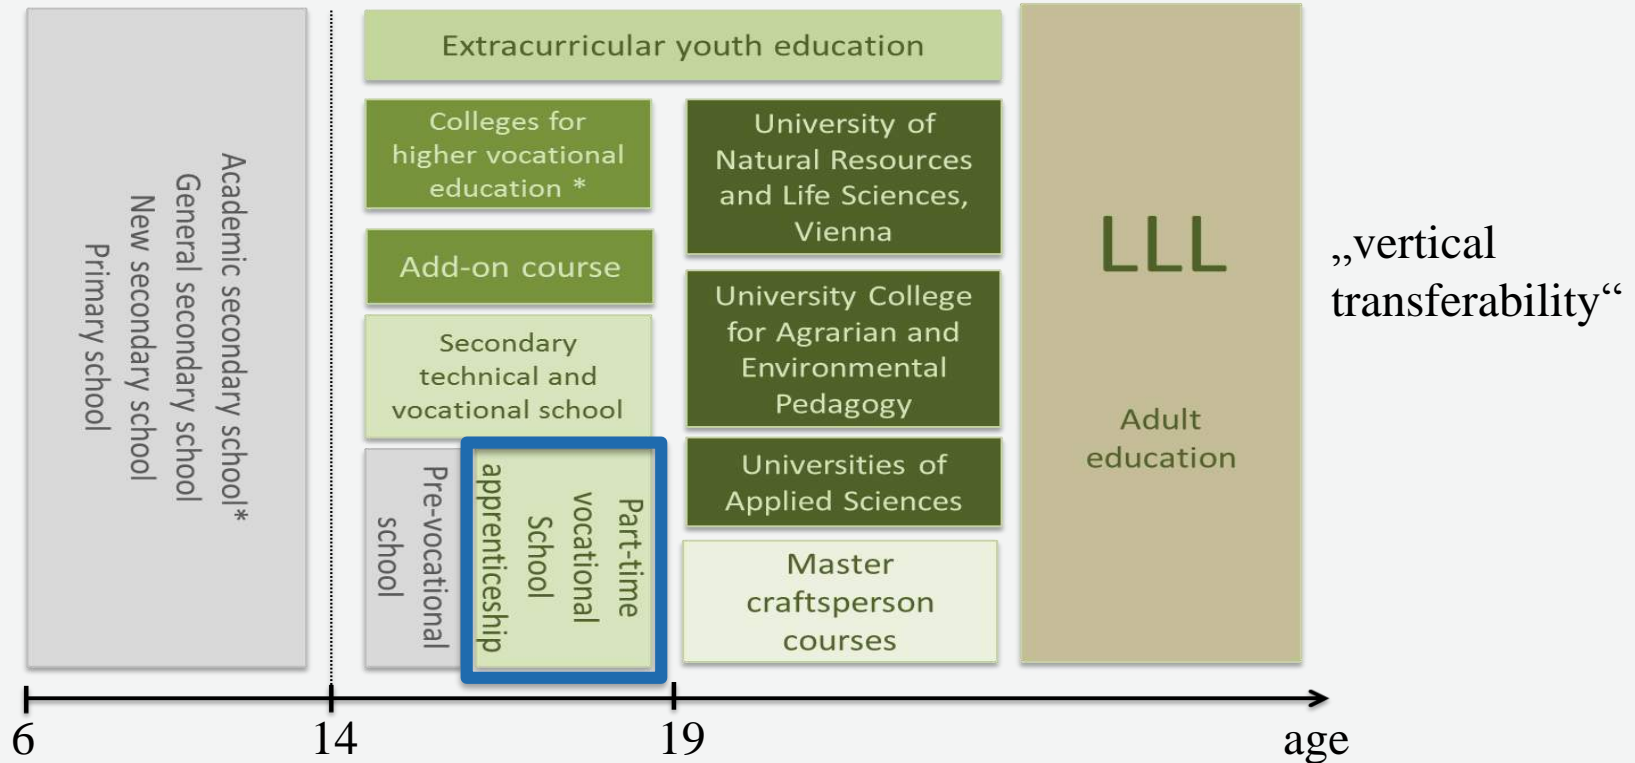 Academic secondary school*
General secondary school
New secondary school
Primary school
Extracurricular youth education
Colleges for
higher vocational
education *
Add-on course
Secondary
technical and
vocational school
Pre-vocational
school
Part-time
vocational
School
apprenticeship
University of
Natural Resources
and Life Sciences,
Vienna
University College
for Agrarian and
Environmental
Pedagogy
Universities of
Applied Sciences
Master
craftsperson
courses
LLL
Adult
education
„vertical
transferability“
6
14
19
age